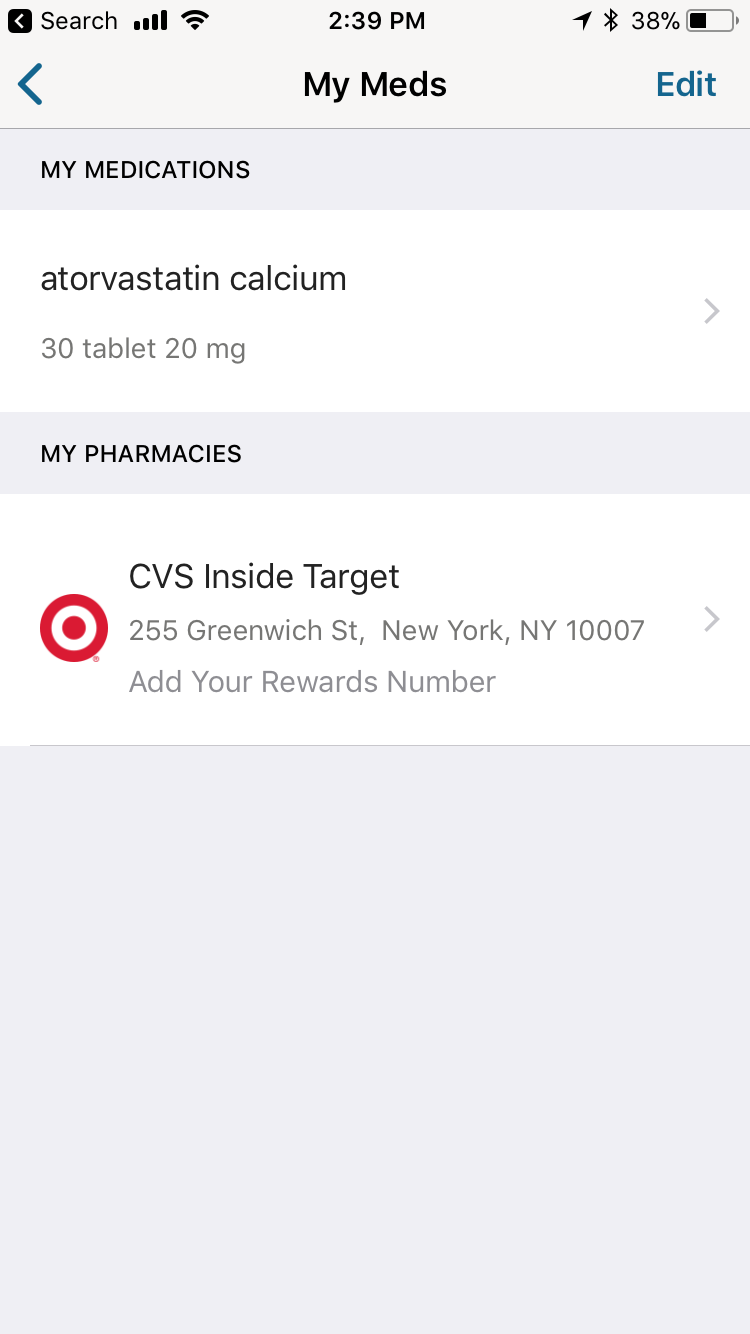 Search 2:39 PM 38%
My Meds Edit
MY MEDICATIONS
atorvastatin calcium
30 tablet 20 mg
MY PHARMACIES
CVS Inside Target
255 Greenwich St,  New York, NY 10007
Add Your Rewards Number